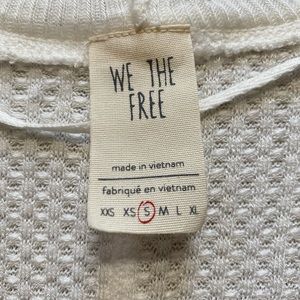 WE THE
FREE
made in vietnam
fabriqué en vietnam
XXS XS S M L XL